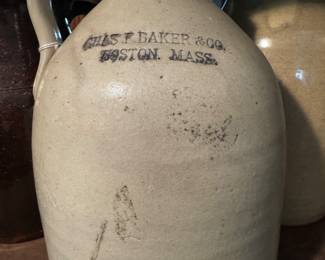 CHAS F. BAKER & CO.
BOSTON. MASS.